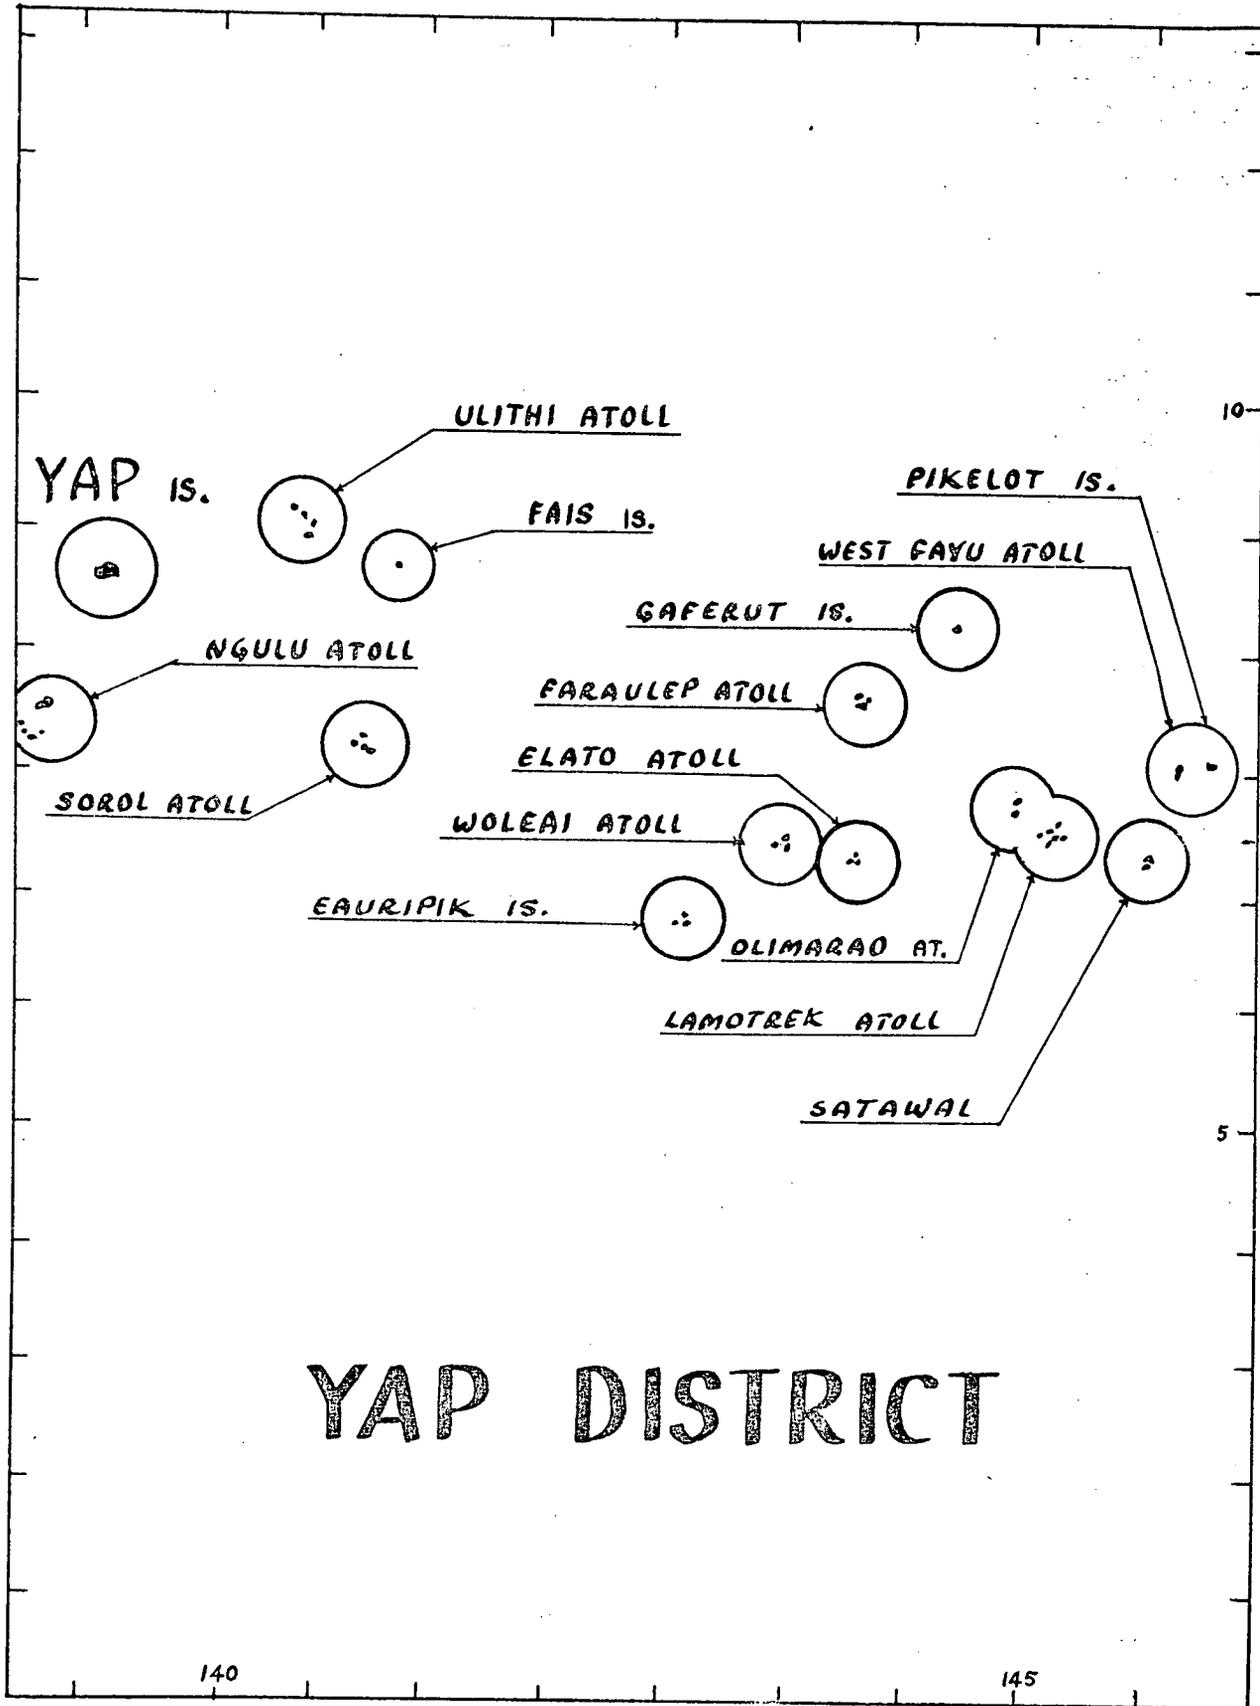 10
ULITHI ATOLL
YAP IS.
PIKELOT IS.
FAIS IS.
WEST FAYU ATOLL
GAFERUT IS.
NGULU ATOLL
FARAULEP ATOLL
ELATO ATOLL
SOROL ATOLL
WOLEAI ATOLL
EAURIPIK IS.
OLIMARAO AT.
LAMOTREK ATOLL
SATAWAL
5
YAP DISTRICT
140
145